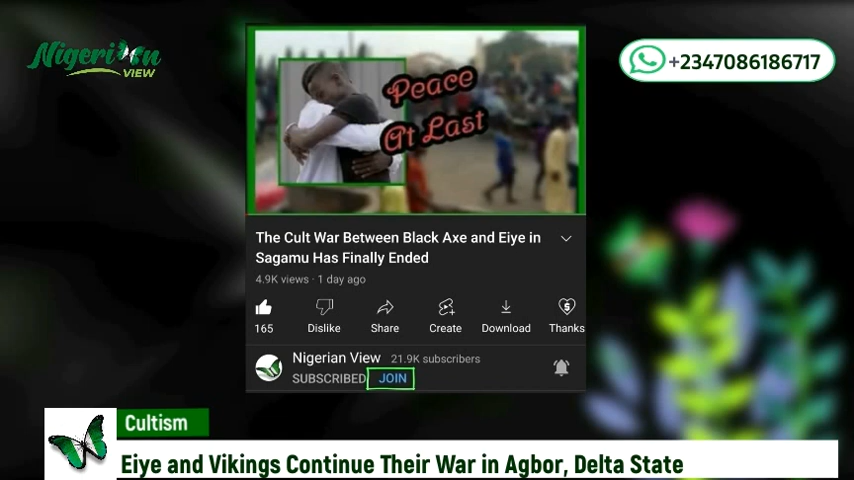 Nigerian
VIEW
+2347086186717
Peace
At Last
The Cult War Between Black Axe and Eiye in
Sagamu Has Finally Ended
4.9K views · 1 day ago
165
Dislike
Share
Create
Download
Thanks
Nigerian View 21.9K subscribers
SUBSCRIBED JOIN
Cultism
Eiye and Vikings Continue Their War in Agbor, Delta State